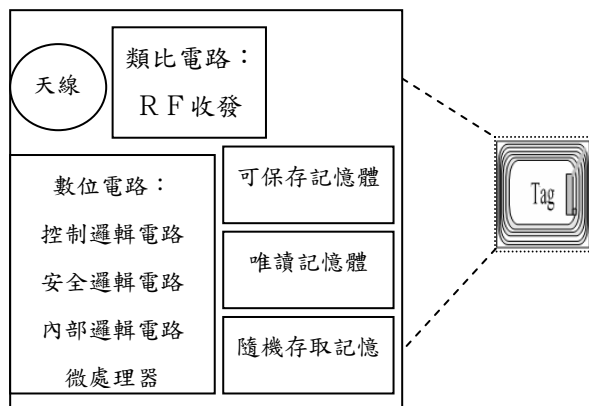 天線
類比電路：
ＲＦ收發
數位電路：
控制邏輯電路
安全邏輯電路
內部邏輯電路
微處理器
可保存記憶體
唯讀記憶體
隨機存取記憶
Tag